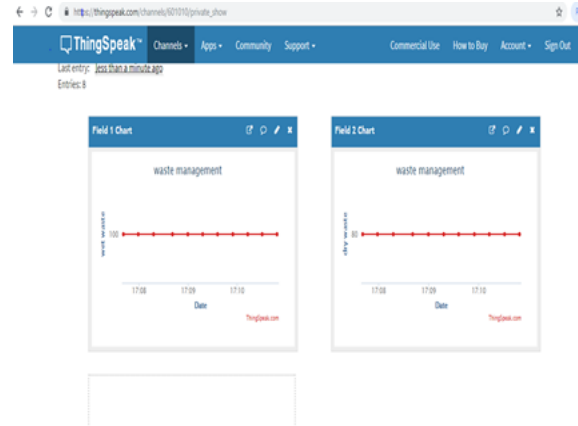 https://thingspeak.com/channels/601010/private_show
ThingSpeak™ Channels Apps Community Support Commercial Use How to Buy Account Sign Out
Last entry: less than a minute ago
Entries: 8
Field 1 Chart
waste management
wet waste
100
17:08 17:09 17:10
Date
ThingSpeak.com
Field 2 Chart
waste management
dry waste
80
17:08 17:09 17:10
Date
ThingSpeak.com